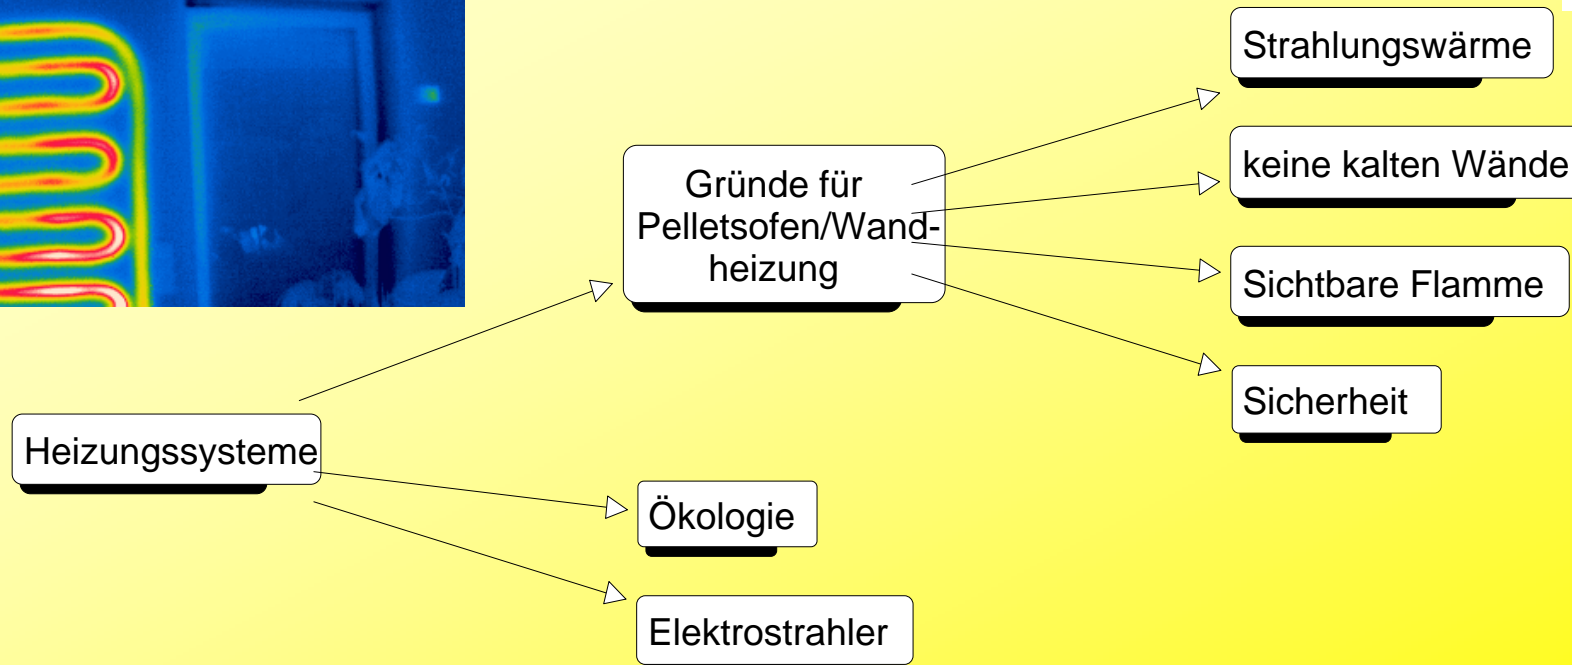 Heizungssysteme
Gründe für
Pelletsofen/Wand-
heizung
Strahlungswärme
keine kalten Wände
Sichtbare Flamme
Sicherheit
Ökologie
Elektrostrahler